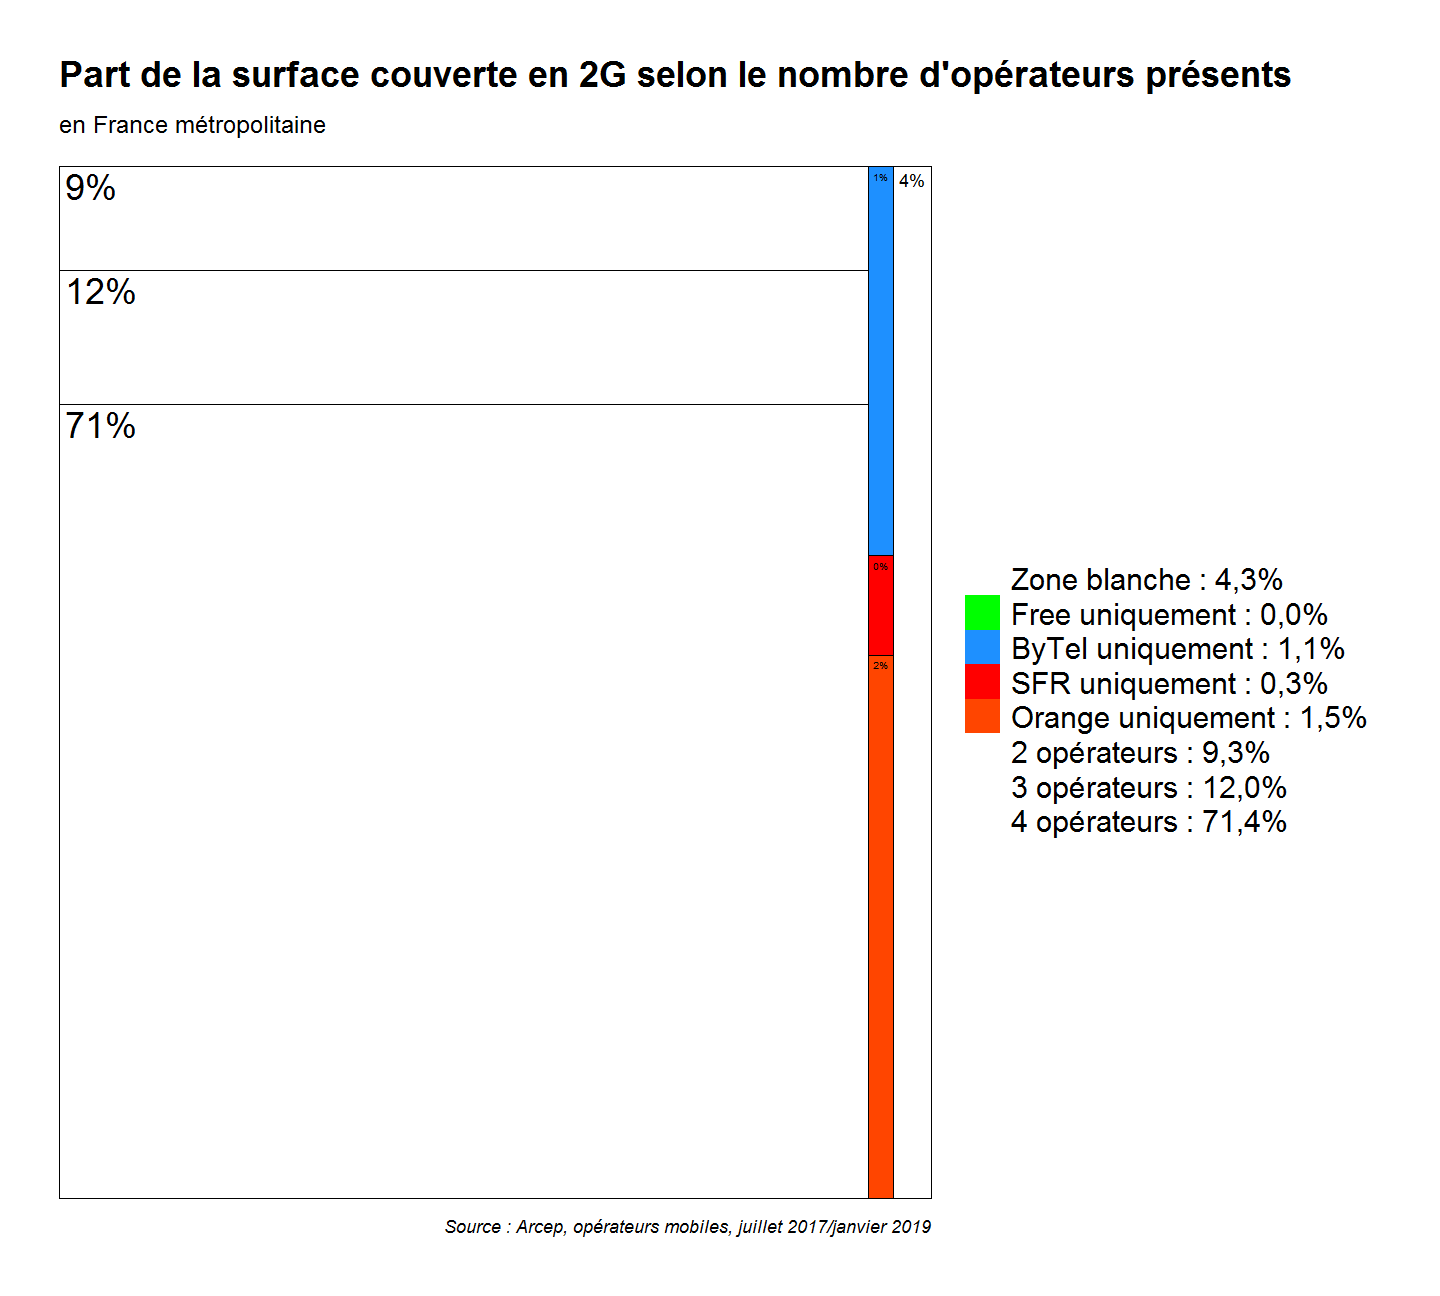 Part de la surface couverte en 2G selon le nombre d'opérateurs présents
en France métropolitaine
9%
1%
4%
12%
71%
0%
2%
Zone blanche : 4,3%
Free uniquement : 0,0%
ByTel uniquement : 1,1%
SFR uniquement : 0,3%
Orange uniquement : 1,5%
2 opérateurs : 9,3%
3 opérateurs : 12,0%
4 opérateurs : 71,4%
Source : Arcep, opérateurs mobiles, juillet 2017/janvier 2019